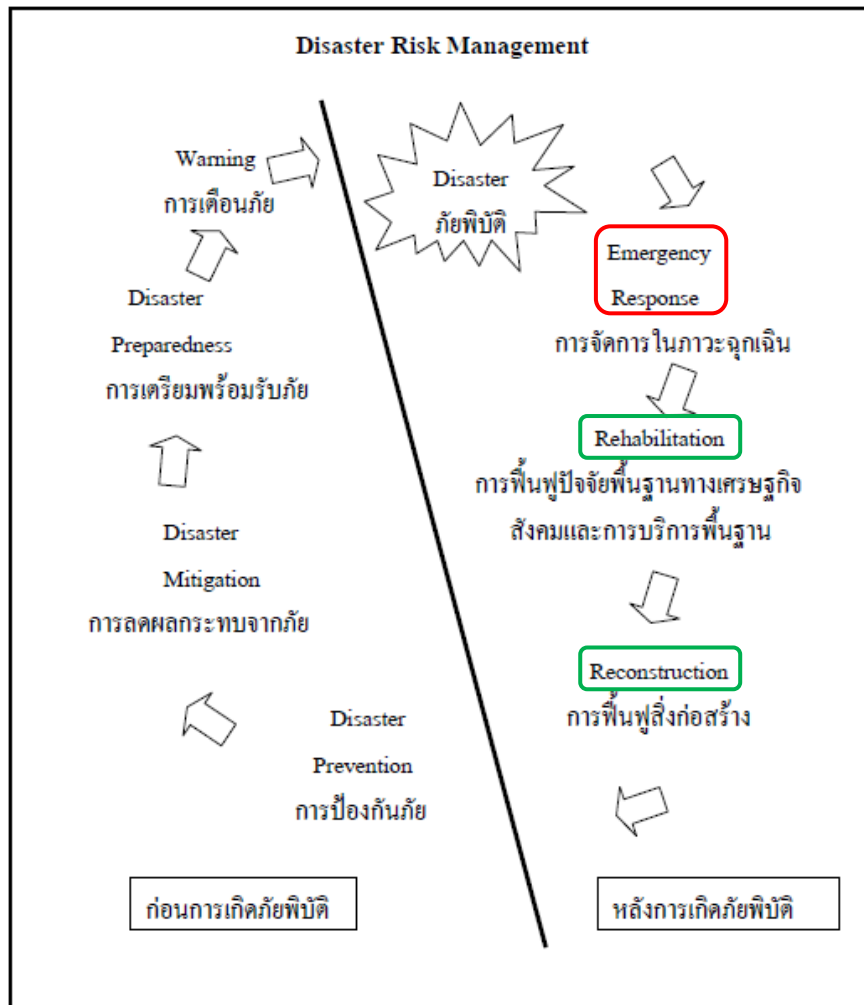 Disaster Risk Management
Warning
การเตือนภัย
Disaster
Preparedness
การเตรียมพร้อมรับภัย
Disaster
Mitigation
การลดผลกระทบจากภัย
Disaster
Prevention
การป้องกันภัย
ก่อนการเกิดภัยพิบัติ
Disaster
ภัยพิบัติ
Emergency
Response
การจัดการในภาวะฉุกเฉิน
Rehabilitation
การฟื้นฟูปัจจัยพื้นฐานทางเศรษฐกิจ
สังคมและการบริการพื้นฐาน
Reconstruction
การฟื้นฟูสิ่งก่อสร้าง
หลังการเกิดภัยพิบัติ